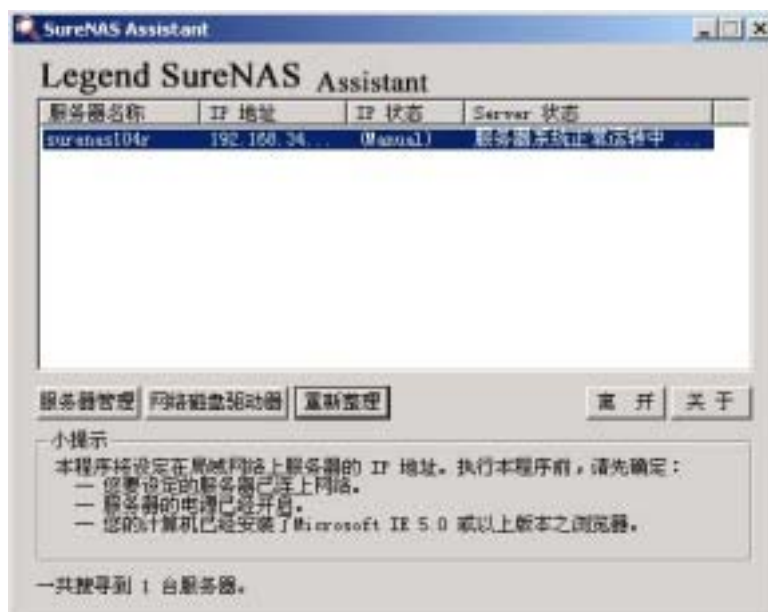 SureNAS Assistant
Legend SureNAS Assistant
服务器名称 IP 地址 IP 状态 Server 状态
surenas104r 192.168.34... (Manual) 服务器系统正常运转中 ...
服务器管理 网络磁盘驱动器 重新整理 离 开 关 于
小提示
本程序将设定在局域网络上服务器的 IP 地址。执行本程序前,请先确定:
— 您要设定的服务器已连上网络。
— 服务器的电源已经开启。
— 您的计算机已经安装了Microsoft IE 5.0 或以上版本之浏览器。
一共搜寻到 1 台服务器。